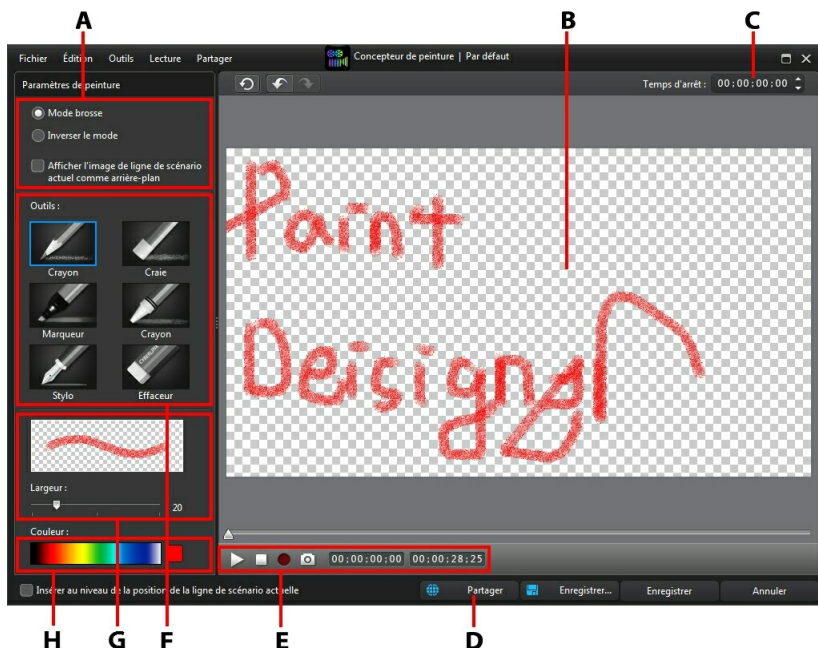 A B C
Fichier Édition Outils Lecture Partager Concepteur de peinture | Par défaut
Paramètres de peinture
Temps d'arrêt : 00;00;00;00
Mode brosse
Inverser le mode
Afficher l'image de ligne de scénario
actuel comme arrière-plan
Outils :
Crayon Craie
Marqueur Crayon
Stylo Effaceur
Paint
Deisigner
Largeur :
20
Couleur :
00;00;00;00 00;00;28;25
Insérer au niveau de la position de la ligne de scénario actuelle
Partager Enregistrer... Enregistrer Annuler
H G F E D